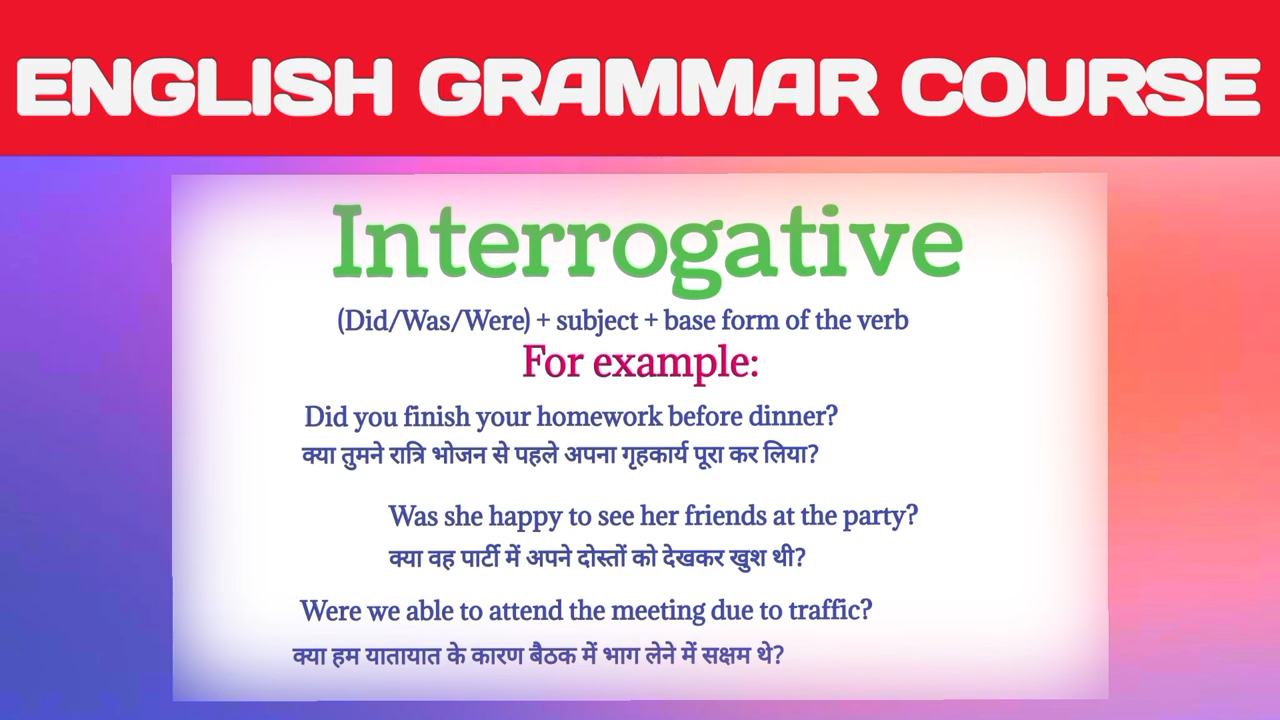 ENGLISH GRAMMAR COURSE
Interrogative
(Did/Was/Were) + subject + base form of the verb
For example:
Did you finish your homework before dinner?
क्या तुमने रात्रि भोजन से पहले अपना गृहकार्य पूरा कर लिया?
Was she happy to see her friends at the party?
क्या वह पार्टी में अपने दोस्तों को देखकर खुश थी?
Were we able to attend the meeting due to traffic?
क्या हम यातायात के कारण बैठक में भाग लेने में सक्षम थे?